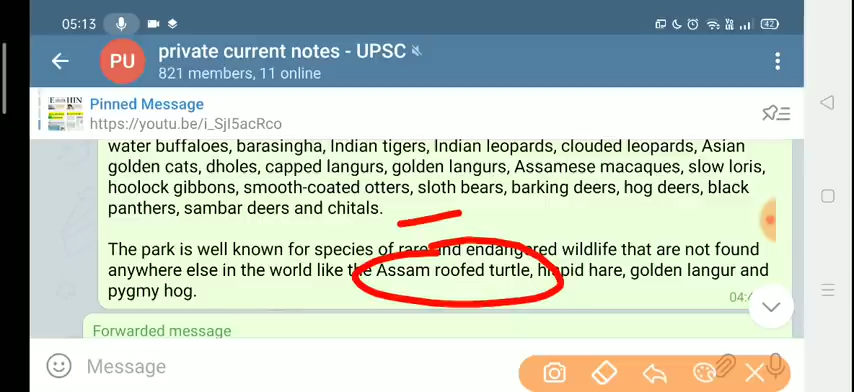 05:13
42
PU
private current notes - UPSC
821 members, 11 online
Pinned Message
https://youtu.be/i_SjI5acRco
water buffaloes, barasingha, Indian tigers, Indian leopards, clouded leopards, Asian
golden cats, dholes, capped langurs, golden langurs, Assamese macaques, slow loris,
hoolock gibbons, smooth-coated otters, sloth bears, barking deers, hog deers, black
panthers, sambar deers and chitals.
The park is well known for species of rare and endangered wildlife that are not found
anywhere else in the world like the Assam roofed turtle, hispid hare, golden langur and
pygmy hog.
Forwarded message
Message